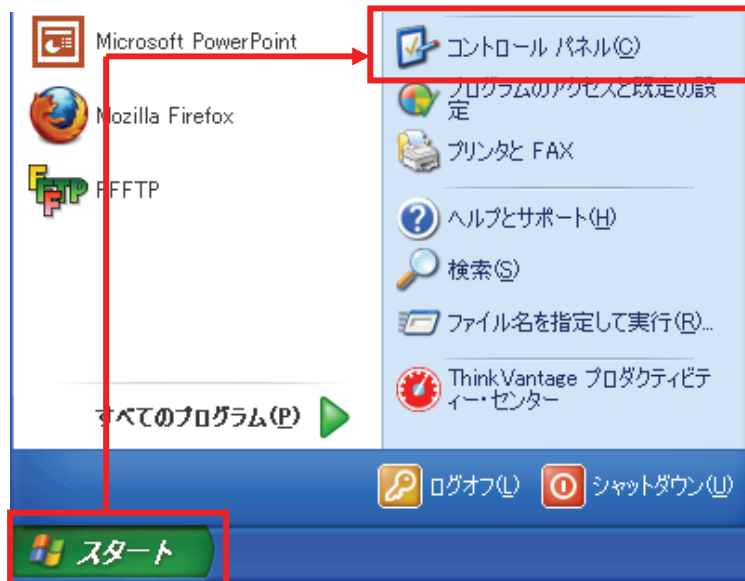 Microsoft PowerPoint
Mozilla Firefox
FFFTP
すべてのプログラム(P)
コントロール パネル(C)
プログラムのアクセスと既定の設
定
プリンタと FAX
ヘルプとサポート(H)
検索(S)
ファイル名を指定して実行(R)...
ThinkVantage プロダクティビテ
ィー・センター
ログオフ(L)
シャットダウン(U)
スタート